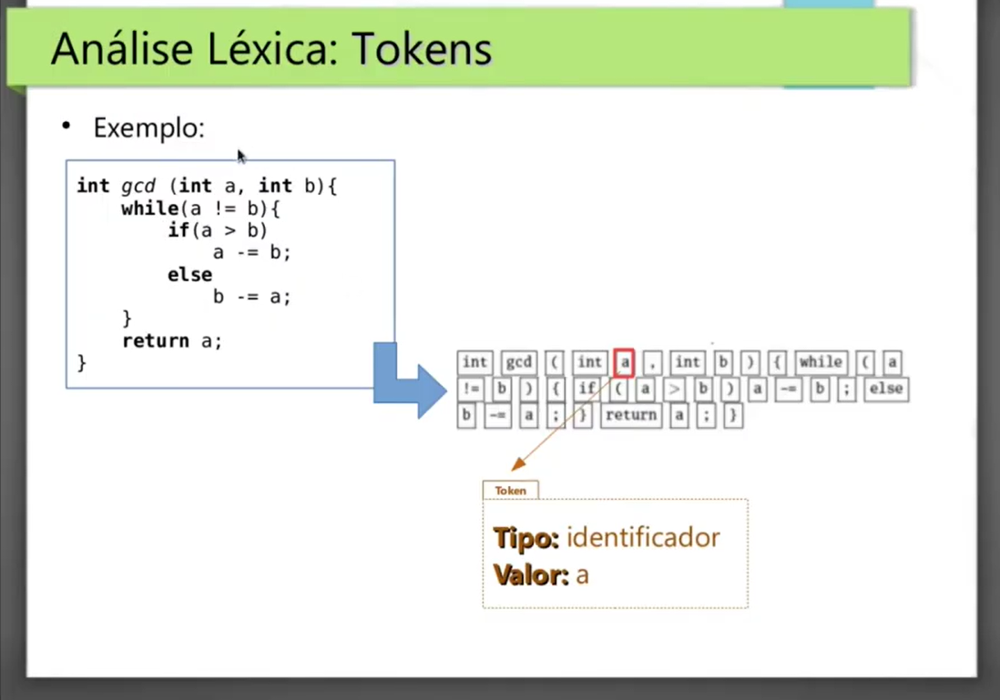 Análise Léxica: Tokens
• Exemplo:
int gcd (int a, int b){
while(a != b){
if(a > b)
a -= b;
else
b -= a;
}
return a;
}
int gcd ( int a , int b ) { while ( a
!= b ) { if ( a > b ) a -= b ; else
b -= a ; } return a ; }
Token
Tipo: identificador
Valor: a